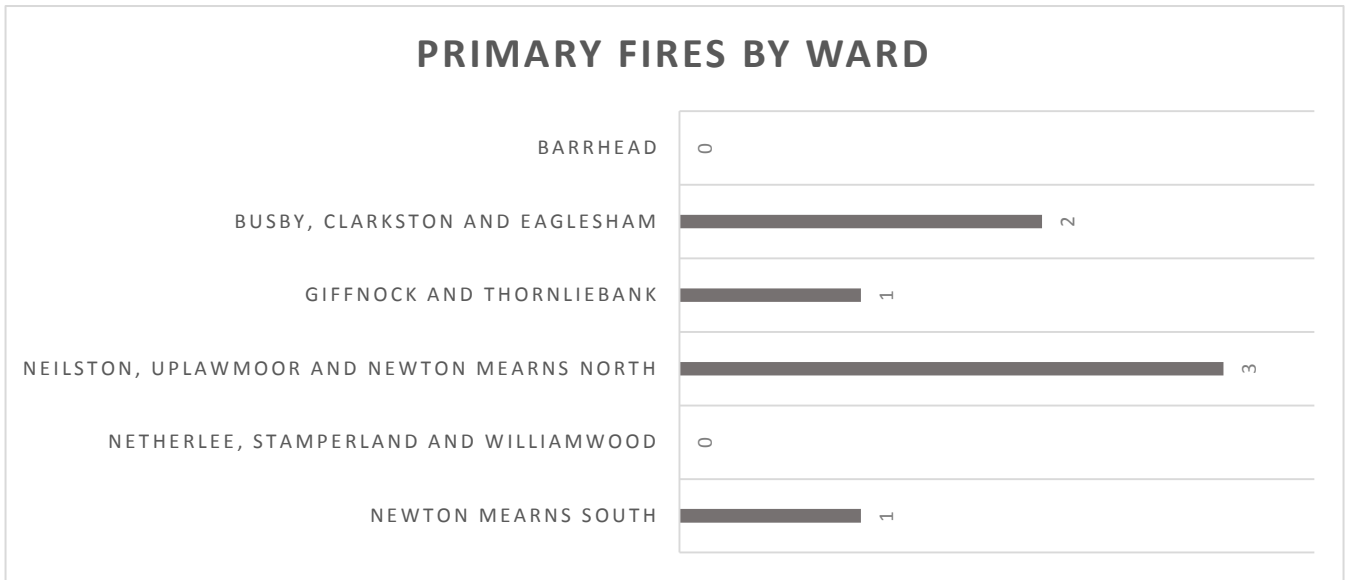 PRIMARY FIRES BY WARD
BARRHEAD 0
BUSBY, CLARKSTON AND EAGLESHAM 2
GIFFNOCK AND THORNLIEBANK 1
NEILSTON, UPLAWMOOR AND NEWTON MEARNS NORTH 3
NETHERLEE, STAMPERLAND AND WILLIAMWOOD 0
NEWTON MEARNS SOUTH 1